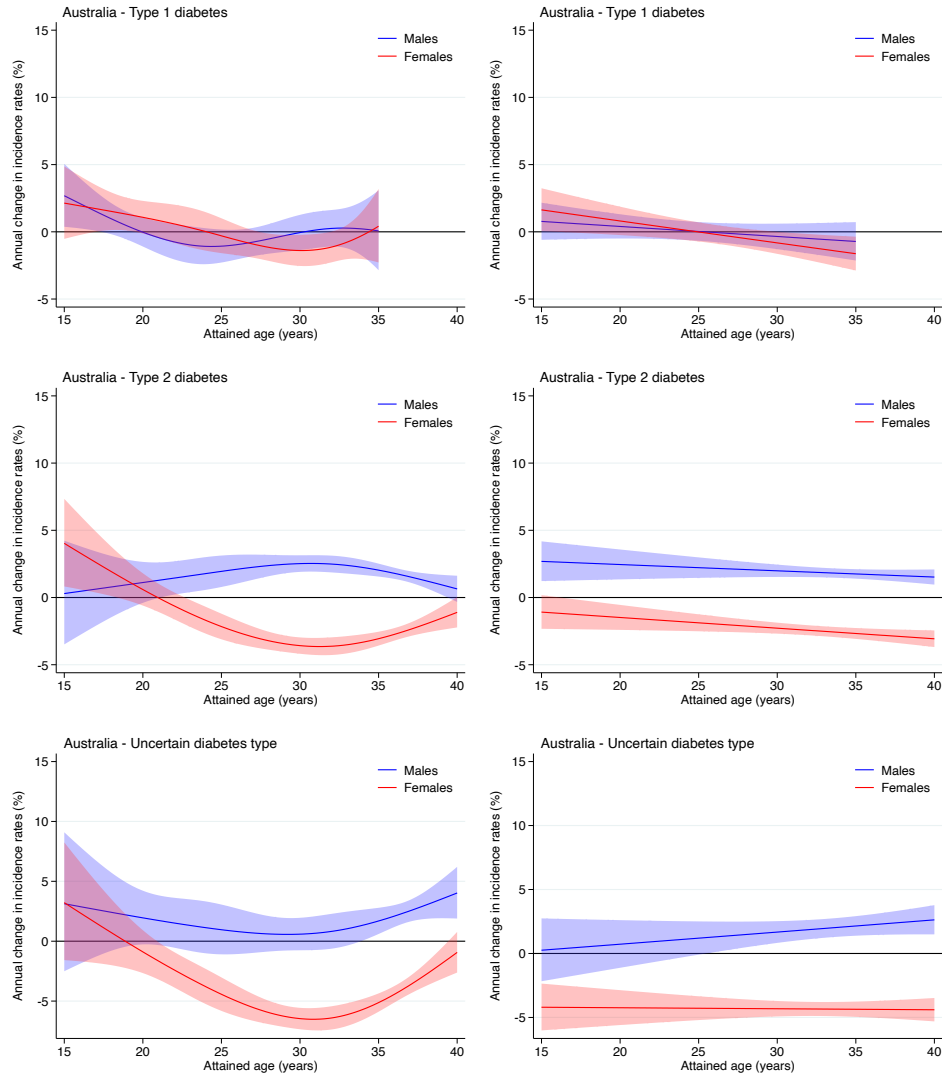 Australia - Type 1 diabetes
Annual change in incidence rates (%)
15
10
5
0
-5
Males
Females
15 20 25 30 35 40
Attained age (years)
Australia - Type 1 diabetes
Annual change in incidence rates (%)
15
10
5
0
-5
Males
Females
15 20 25 30 35 40
Attained age (years)
Australia - Type 2 diabetes
Annual change in incidence rates (%)
15
10
5
0
-5
Males
Females
15 20 25 30 35 40
Attained age (years)
Australia - Type 2 diabetes
Annual change in incidence rates (%)
15
10
5
0
-5
Males
Females
15 20 25 30 35 40
Attained age (years)
Australia - Uncertain diabetes type
Annual change in incidence rates (%)
15
10
5
0
-5
Males
Females
15 20 25 30 35 40
Attained age (years)
Australia - Uncertain diabetes type
Annual change in incidence rates (%)
15
10
5
0
-5
Males
Females
15 20 25 30 35 40
Attained age (years)